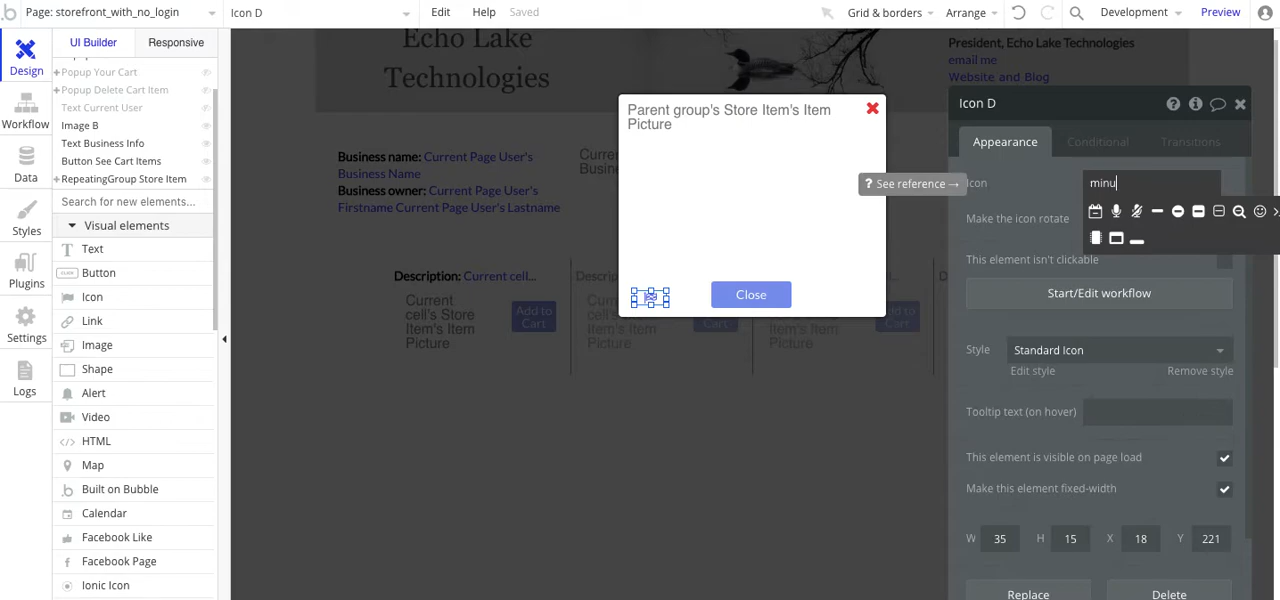 Page: storefront_with_no_login
Icon D
Edit
Help
Saved
Grid & borders
Arrange
Development
Preview
Design
Workflow
Data
Styles
Plugins
Settings
Logs
UI Builder
Responsive
Popup Your Cart
Popup Delete Cart Item
Text Current User
Image B
Text Business Info
Button See Cart Items
RepeatingGroup Store Item
Search for new elements...
Visual elements
Text
CLICK
Button
Icon
Link
Image
Shape
Alert
Video
HTML
Map
Built on Bubble
Calendar
Facebook Like
Facebook Page
Ionic Icon
Echo Lake
Technologies
President, Echo Lake Technologies
email me
Website and Blog
Business name: Current Page User's
Business Name
Business owner: Current Page User's
Firstname Current Page User's Lastname
Parent group's Store Item's Item
Picture
Close
Description: Current cell...
Current
cell's Store
Item's Item
Picture
Add to
Cart
Icon D
Appearance
Conditional
Transitions
? See reference →
Icon
minu
Make the icon rotate
This element isn't clickable
Start/Edit workflow
Style
Standard Icon
Edit style
Remove style
Tooltip text (on hover)
This element is visible on page load
Make this element fixed-width
W 35 H 15 X 18 Y 221
Replace
Delete